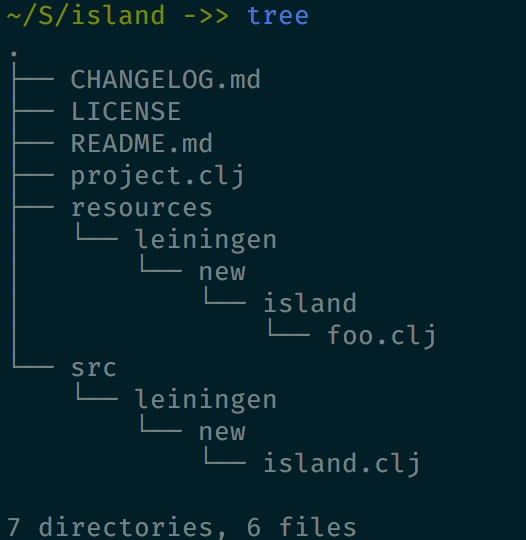 ~/S/island ->> tree
.
├── CHANGELOG.md
├── LICENSE
├── README.md
├── project.clj
├── resources
│   └── leiningen
│       └── new
│           └── island
│               └── foo.clj
└── src
    └── leiningen
        └── new
            └── island.clj

7 directories, 6 files